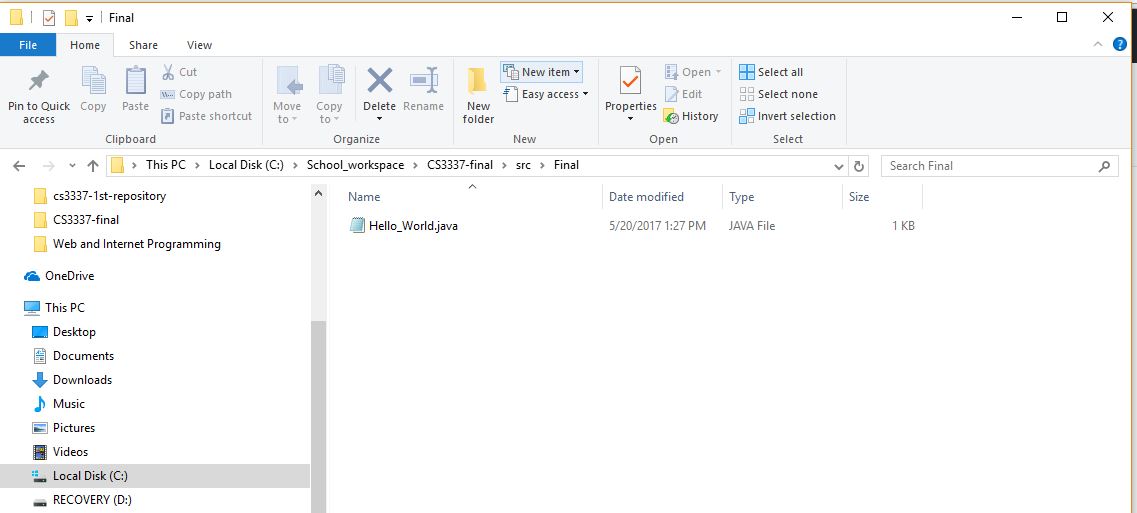 Final
File Home Share View
Pin to Quick access
Copy
Paste
Cut
Copy path
Paste shortcut
Clipboard
Move to
Copy to
Delete
Rename
Organize
New folder
New item
Easy access
New
Properties
Open
Edit
History
Open
Select all
Select none
Invert selection
Select
This PC > Local Disk (C:) > School_workspace > CS3337-final > src > Final
Search Final
cs3337-1st-repository
CS3337-final
Web and Internet Programming
OneDrive
This PC
Desktop
Documents
Downloads
Music
Pictures
Videos
Local Disk (C:)
RECOVERY (D:)
Name Date modified Type Size
Hello_World.java 5/20/2017 1:27 PM JAVA File 1 KB